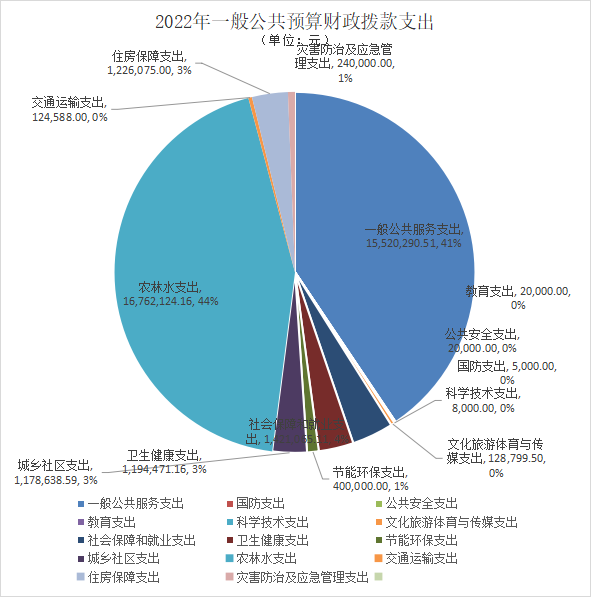 2022年一般公共预算财政拨款支出
（单位：元）
灾害防治及应急管
理支出, 240,000.00,
1%
住房保障支出,
1,226,075.00, 3%
交通运输支出,
124,588.00, 0%
一般公共服务支出,
15,520,290.51, 41%
农林水支出,
16,762,124.16, 44%
教育支出, 20,000.00,
0%
公共安全支出,
20,000.00, 0%
国防支出, 5,000.00,
0%
科学技术支出,
8,000.00, 0%
社会保
出,
文化旅游体育与传
媒支出, 128,799.50,
0%
卫生健康支出,
1,194,471.16, 3%
城乡社区支出,
1,178,638.59, 3%
节能环保支出,
400,000.00, 1%
一般公共服务支出 国防支出 公共安全支出
教育支出 科学技术支出 文化旅游体育与传媒支出
社会保障和就业支出 卫生健康支出 节能环保支出
城乡社区支出 农林水支出 交通运输支出
住房保障支出 灾害防治及应急管理支出